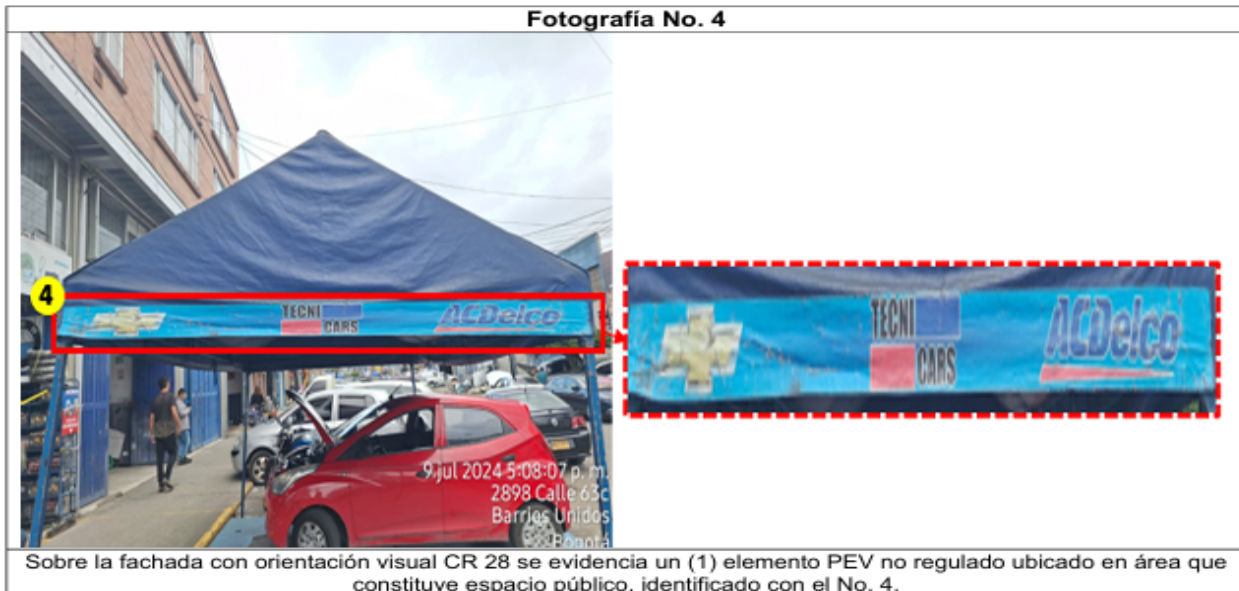 Fotografía No. 4
4
TECNI
CARS
ACDelco
9 jul 2024 5:08:07 p. m.
2898 Calle 63c
Barrios Unidos
Bogotá
TECNI
CARS
ACDelco
Sobre la fachada con orientación visual CR 28 se evidencia un (1) elemento PEV no regulado ubicado en área que
constituye espacio público, identificado con el No. 4.